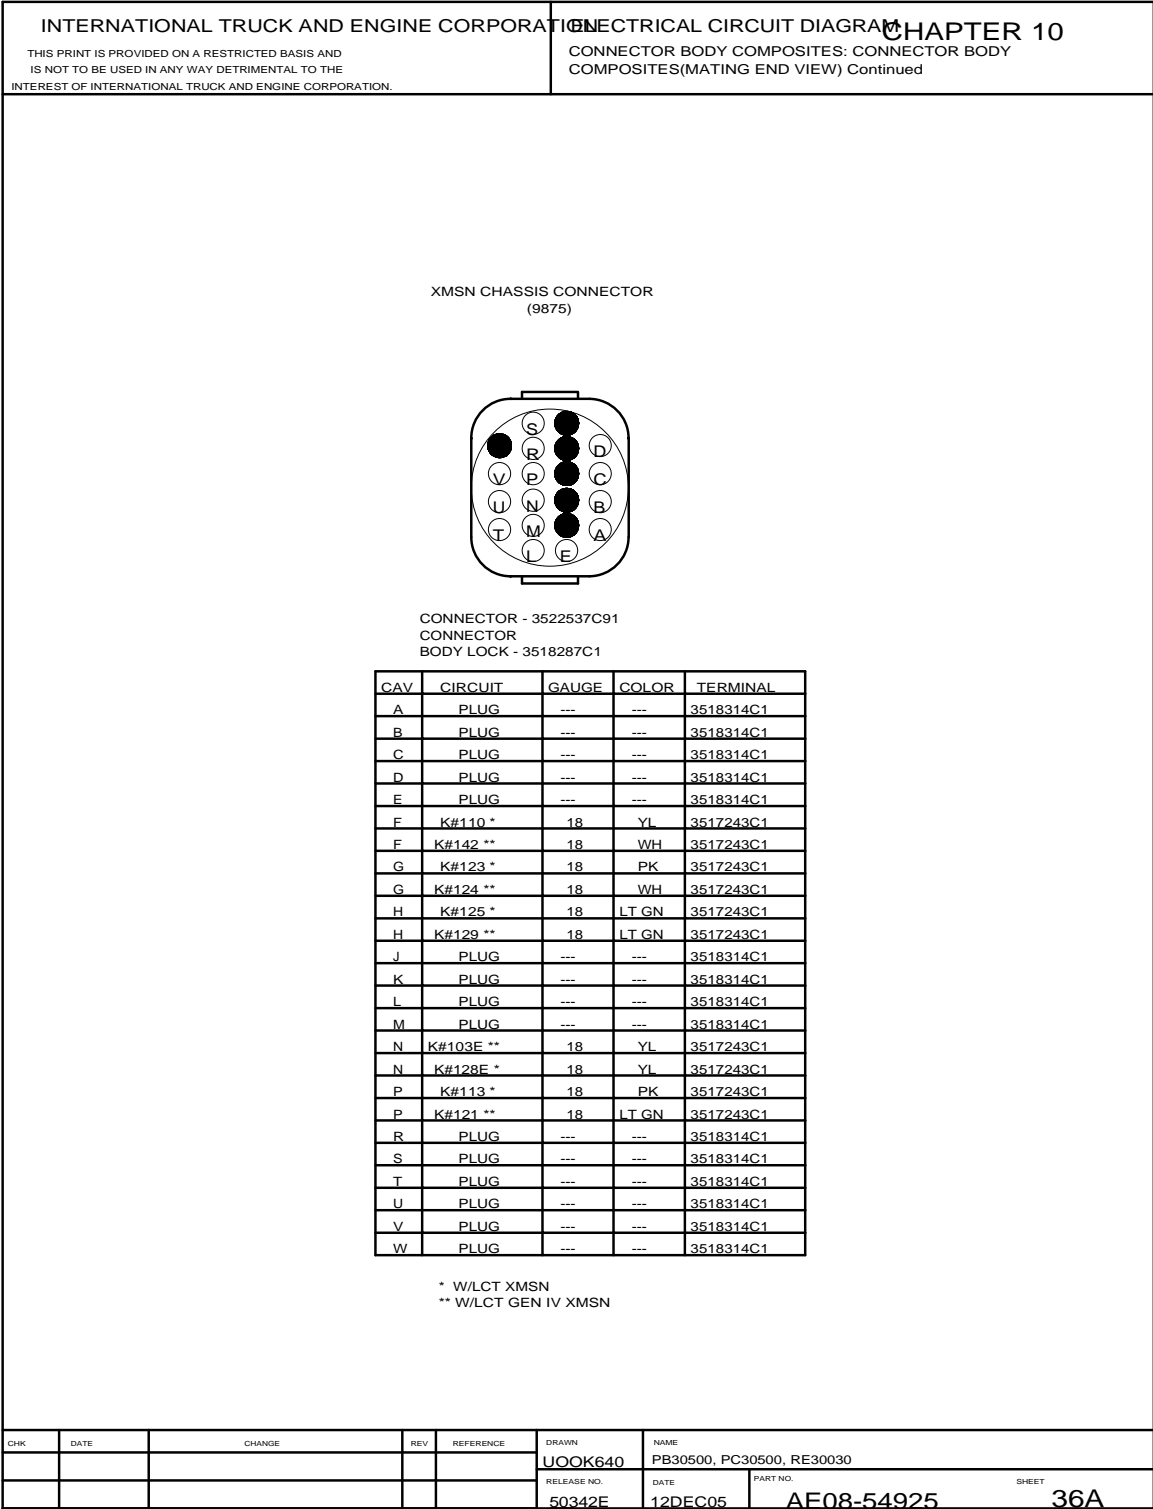 INTERNATIONAL TRUCK AND ENGINE CORPORATION
THIS PRINT IS PROVIDED ON A RESTRICTED BASIS AND
IS NOT TO BE USED IN ANY WAY DETRIMENTAL TO THE
INTEREST OF INTERNATIONAL TRUCK AND ENGINE CORPORATION.
ELECTRICAL CIRCUIT DIAGRAM
CHAPTER 10
CONNECTOR BODY COMPOSITES: CONNECTOR BODY
COMPOSITES(MATING END VIEW) Continued
XMSN CHASSIS CONNECTOR
(9875)
S
R D
V P C
U N B
T M A
L E
CONNECTOR - 3522537C91
CONNECTOR
BODY LOCK - 3518287C1
CAV CIRCUIT GAUGE COLOR TERMINAL
A PLUG --- --- 3518314C1
B PLUG --- --- 3518314C1
C PLUG --- --- 3518314C1
D PLUG --- --- 3518314C1
E PLUG --- --- 3518314C1
F K#110 * 18 YL 3517243C1
F K#142 ** 18 WH 3517243C1
G K#123 * 18 PK 3517243C1
G K#124 ** 18 WH 3517243C1
H K#125 * 18 LT GN 3517243C1
H K#129 ** 18 LT GN 3517243C1
J PLUG --- --- 3518314C1
K PLUG --- --- 3518314C1
L PLUG --- --- 3518314C1
M PLUG --- --- 3518314C1
N K#103E ** 18 YL 3517243C1
N K#128E * 18 YL 3517243C1
P K#113 * 18 PK 3517243C1
P K#121 ** 18 LT GN 3517243C1
R PLUG --- --- 3518314C1
S PLUG --- --- 3518314C1
T PLUG --- --- 3518314C1
U PLUG --- --- 3518314C1
V PLUG --- --- 3518314C1
W PLUG --- --- 3518314C1
* W/LCT XMSN
** W/LCT GEN IV XMSN
CHK DATE CHANGE REV REFERENCE
DRAWN
UOOK640
NAME
PB30500, PC30500, RE30030
RELEASE NO.
50342E
DATE
12DEC05
PART NO.
AE08-54925
SHEET
36A